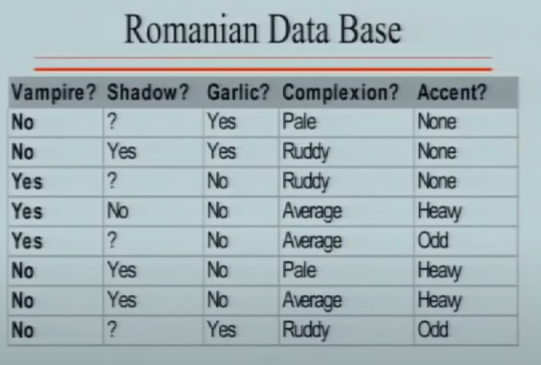 Romanian Data Base
Vampire? Shadow? Garlic? Complexion? Accent?
No ? Yes Pale None
No Yes Yes Ruddy None
Yes ? No Ruddy None
Yes No No Average Heavy
Yes ? No Average Odd
No Yes No Pale Heavy
No Yes No Average Heavy
No ? Yes Ruddy Odd